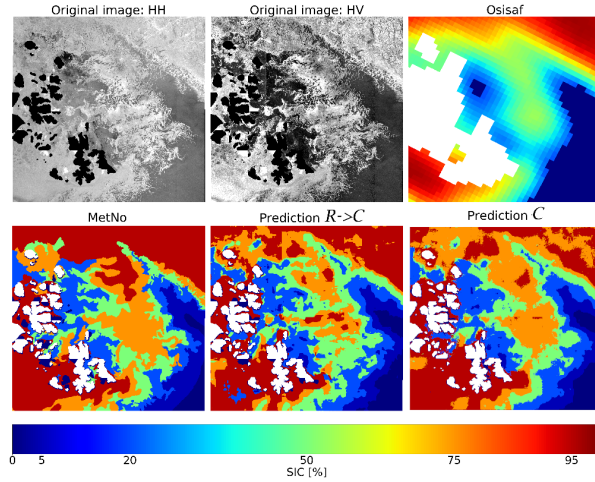 Original image: HH
Original image: HV
Osisaf
MetNo
Prediction R->C
Prediction C
0 5 20 50 75 95
SIC [%]